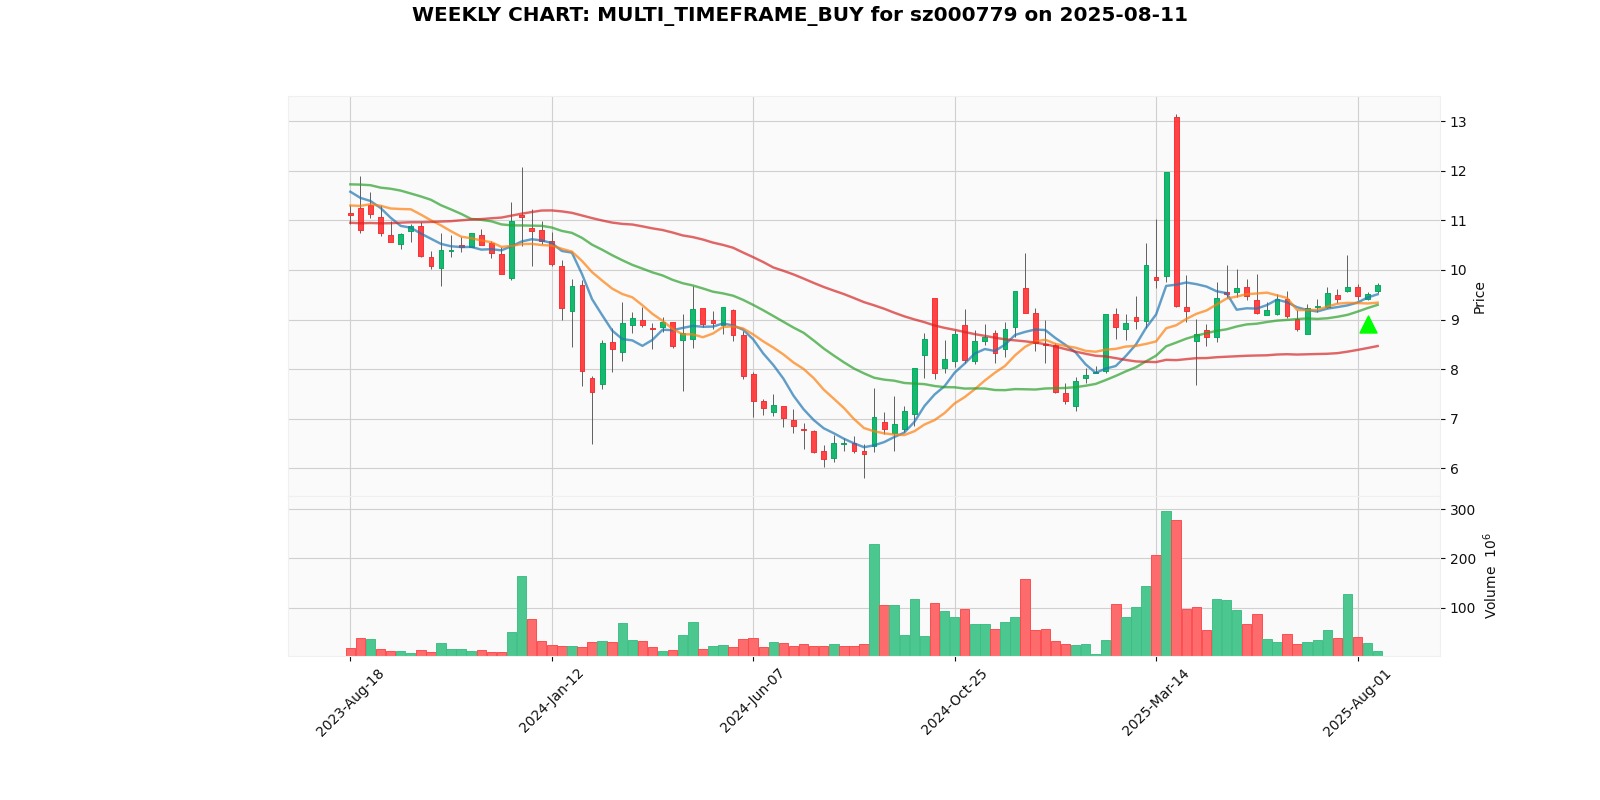 WEEKLY CHART: MULTI_TIMEFRAME_BUY for sz000779 on 2025-08-11
13
12
11
10
9
8
7
6
Price
300
200
100
Volume 10⁶
2023-Aug-18
2024-Jan-12
2024-Jun-07
2024-Oct-25
2025-Mar-14
2025-Aug-01